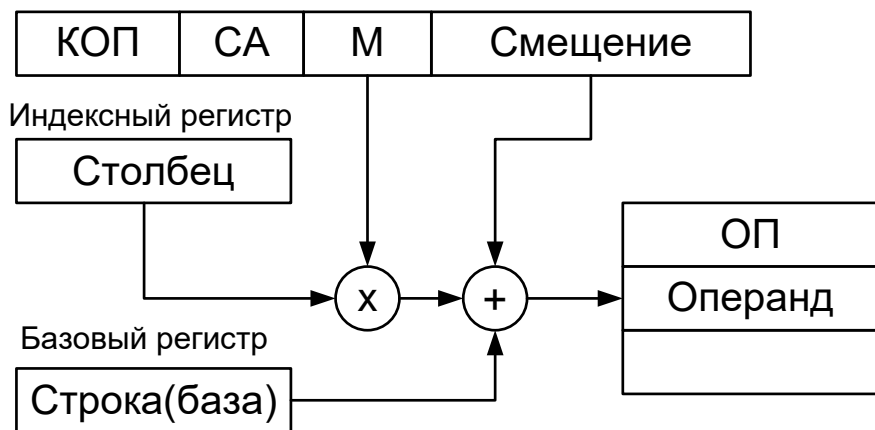 КОП СА М Смещение
Индексный регистр
Столбец
ОП
x + Операнд
Базовый регистр
Строка(база)